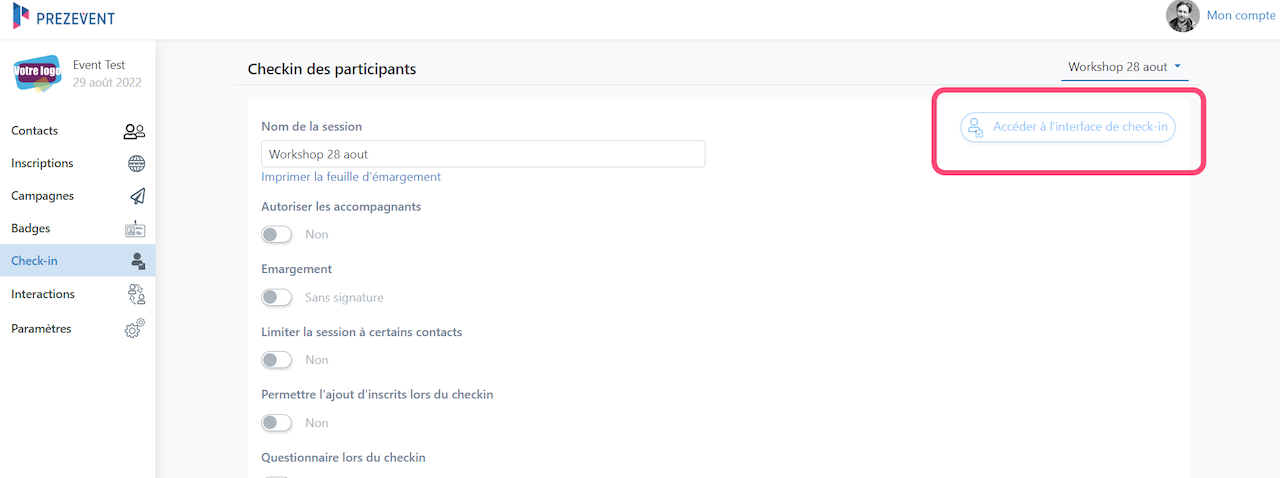 PREZEVENT
Mon compte
Votre logo
Event Test
29 août 2022
Contacts
Inscriptions
Campagnes
Badges
Check-in
Interactions
Paramètres
Checkin des participants
Workshop 28 aout
Accéder à l'interface de check-in
Nom de la session
Workshop 28 aout
Imprimer la feuille d'émargement
Autoriser les accompagnants
Non
Emargement
Sans signature
Limiter la session à certains contacts
Non
Permettre l'ajout d'inscrits lors du checkin
Non
Questionnaire lors du checkin